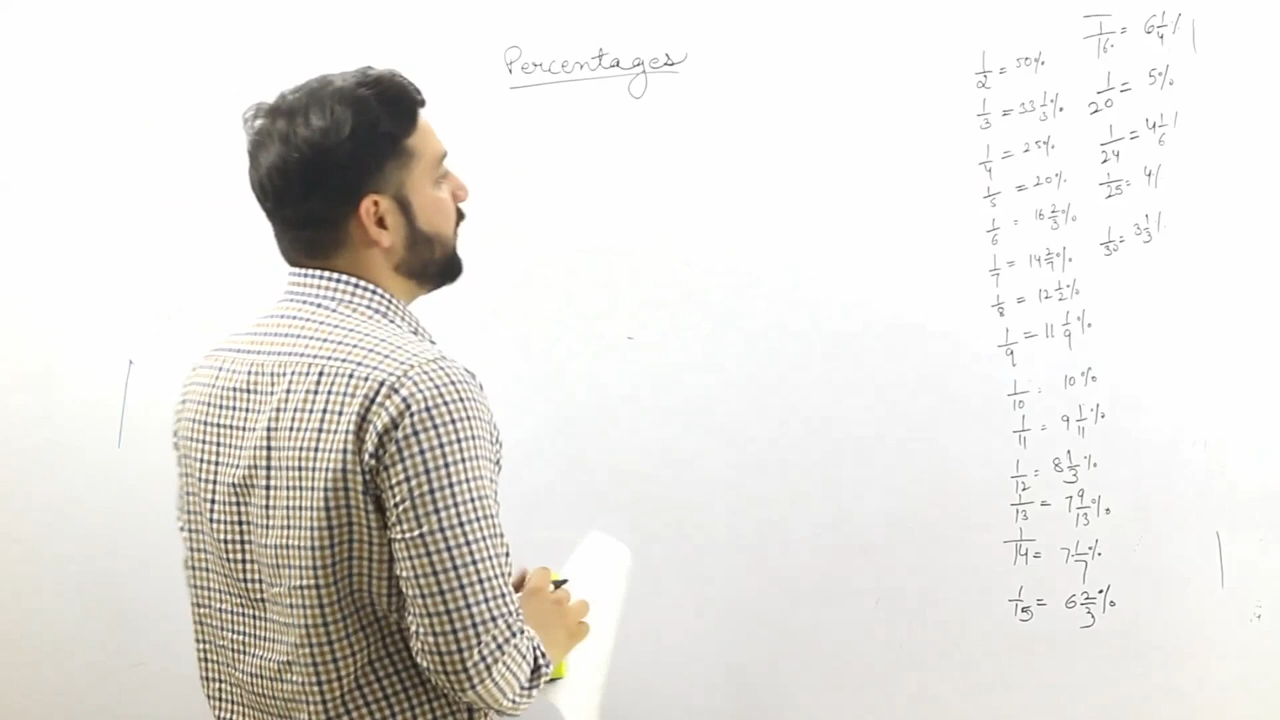 Percentages
1/2 = 50%
1/3 = 33 1/3%
1/4 = 25%
1/5 = 20%
1/6 = 16 2/3%
1/7 = 14 2/7%
1/8 = 12 1/2%
1/9 = 11 1/9%
1/10 = 10%
1/11 = 9 1/11%
1/12 = 8 1/3%
1/13 = 7 9/13%
1/14 = 7 1/7%
1/15 = 6 2/3%
1/16 = 6 1/4%
1/20 = 5%
1/24 = 4 1/6%
1/25 = 4%
1/30 = 3 1/3%